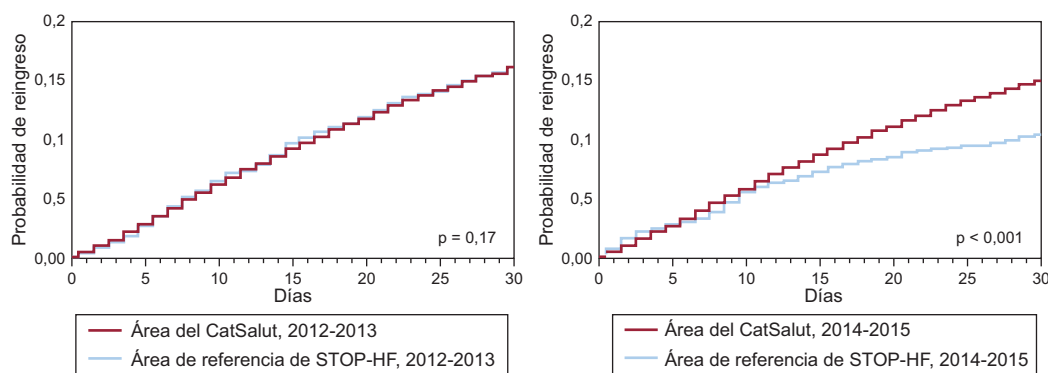 Probabilidad de reingreso
0,2
0,15
0,1
0,5
0,00
0 5 10 15 20 25 30
Días
p = 0,17
Área del CatSalut, 2012-2013
Área de referencia de STOP-HF, 2012-2013
Probabilidad de reingreso
0,2
0,15
0,1
0,5
0,00
0 5 10 15 20 25 30
Días
p < 0,001
Área del CatSalut, 2014-2015
Área de referencia de STOP-HF, 2014-2015